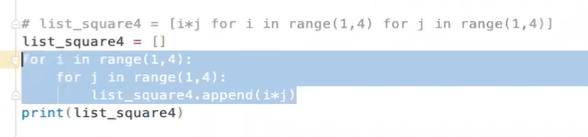 # list_square4 = [i*j for i in range(1,4) for j in range(1,4)]
list_square4 = []
for i in range(1,4):
    for j in range(1,4):
        list_square4.append(i*j)
print(list_square4)